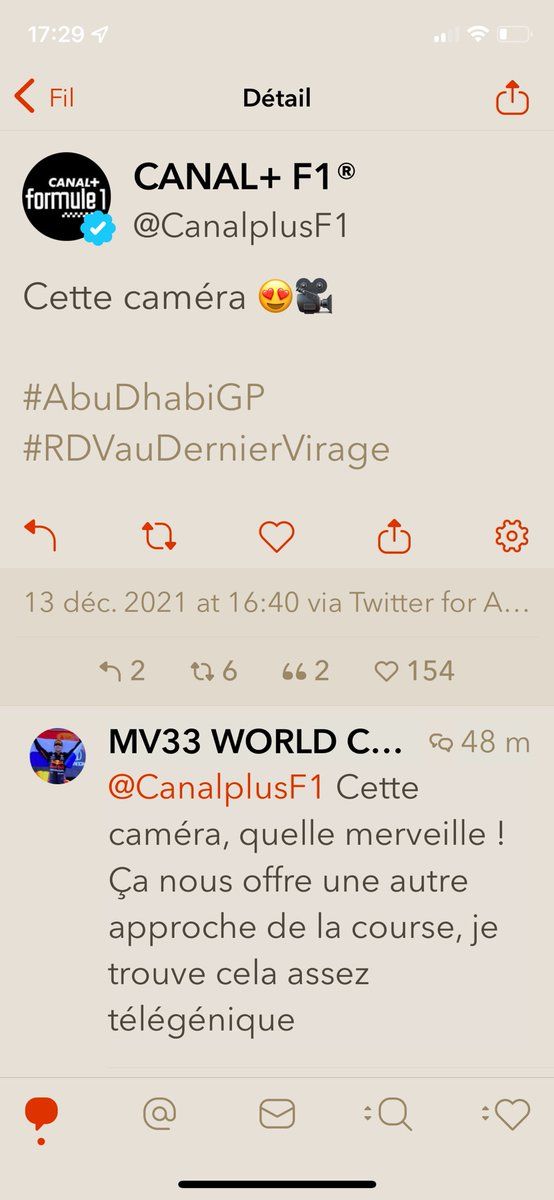 17:29
Fil
Détail
CANAL+
formule 1
CANAL+ F1®
@CanalplusF1
Cette caméra 😍🎥
#AbuDhabiGP
#RDVauDernierVirage
13 déc. 2021 at 16:40 via Twitter for A…
2 6 2 154
MV33 WORLD C… 48 m
@CanalplusF1 Cette
caméra, quelle merveille !
Ça nous offre une autre
approche de la course, je
trouve cela assez
télégénique